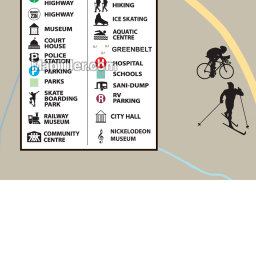 HIGHWAY
HIGHWAY
MUSEUM
COURT
HOUSE
POLICE
STATION
PARKING
PARKS
SKATE
BOARDING
PARK
RAILWAY
MUSEUM
COMMUNITY
CENTRE
HIKING
ICE SKATING
AQUATIC
CENTRE
GREENBELT
H HOSPITAL
SCHOOLS
SANI-DUMP
R RV
PARKING
CITY HALL
NICKELODEON
MUSEUM